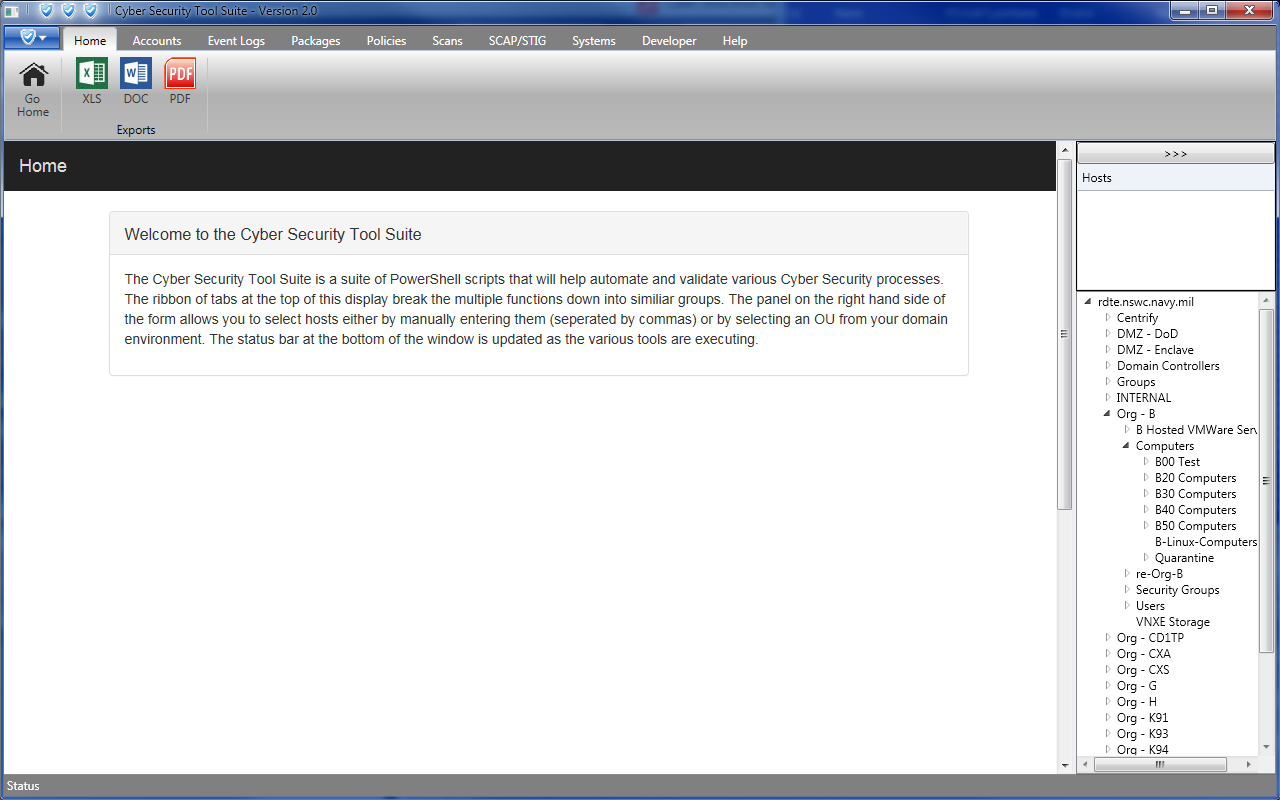 Cyber Security Tool Suite - Version 2.0
Home Accounts Event Logs Packages Policies Scans SCAP/STIG Systems Developer Help
Go Home
XLS
DOC
PDF
PDF
Exports
Home
Welcome to the Cyber Security Tool Suite
The Cyber Security Tool Suite is a suite of PowerShell scripts that will help automate and validate various Cyber Security processes.
The ribbon of tabs at the top of this display break the multiple functions down into similiar groups. The panel on the right hand side of
the form allows you to select hosts either by manually entering them (seperated by commas) or by selecting an OU from your domain
environment. The status bar at the bottom of the window is updated as the various tools are executing.
>>>
Hosts
rdte.nswc.navy.mil
Centrify
DMZ - DoD
DMZ - Enclave
Domain Controllers
Groups
INTERNAL
Org - B
B Hosted VMWare Serv
Computers
B00 Test
B20 Computers
B30 Computers
B40 Computers
B50 Computers
B-Linux-Computers
Quarantine
re-Org-B
Security Groups
Users
VNXE Storage
Org - CD1TP
Org - CXA
Org - CXS
Org - G
Org - H
Org - K91
Org - K93
Org - K94
Status